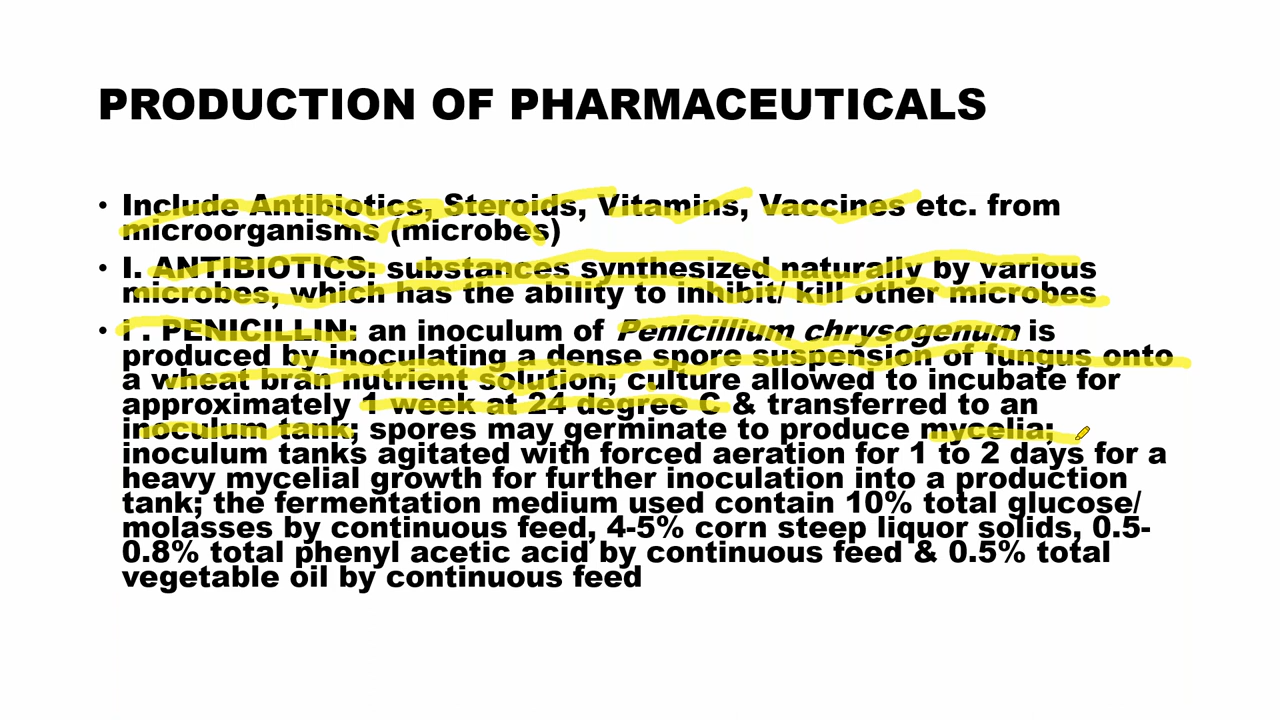 PRODUCTION OF PHARMACEUTICALS
• Include Antibiotics, Steroids, Vitamins, Vaccines etc. from
microorganisms (microbes)
• I. ANTIBIOTICS: substances synthesized naturally by various
microbes, which has the ability to inhibit/ kill other microbes
• I'. PENICILLIN: an inoculum of Penicillium chrysogenum is
produced by inoculating a dense spore suspension of fungus onto
a wheat bran nutrient solution; culture allowed to incubate for
approximately 1 week at 24 degree C & transferred to an
inoculum tank; spores may germinate to produce mycelia;
inoculum tanks agitated with forced aeration for 1 to 2 days for a
heavy mycelial growth for further inoculation into a production
tank; the fermentation medium used contain 10% total glucose/
molasses by continuous feed, 4-5% corn steep liquor solids, 0.5-
0.8% total phenyl acetic acid by continuous feed & 0.5% total
vegetable oil by continuous feed